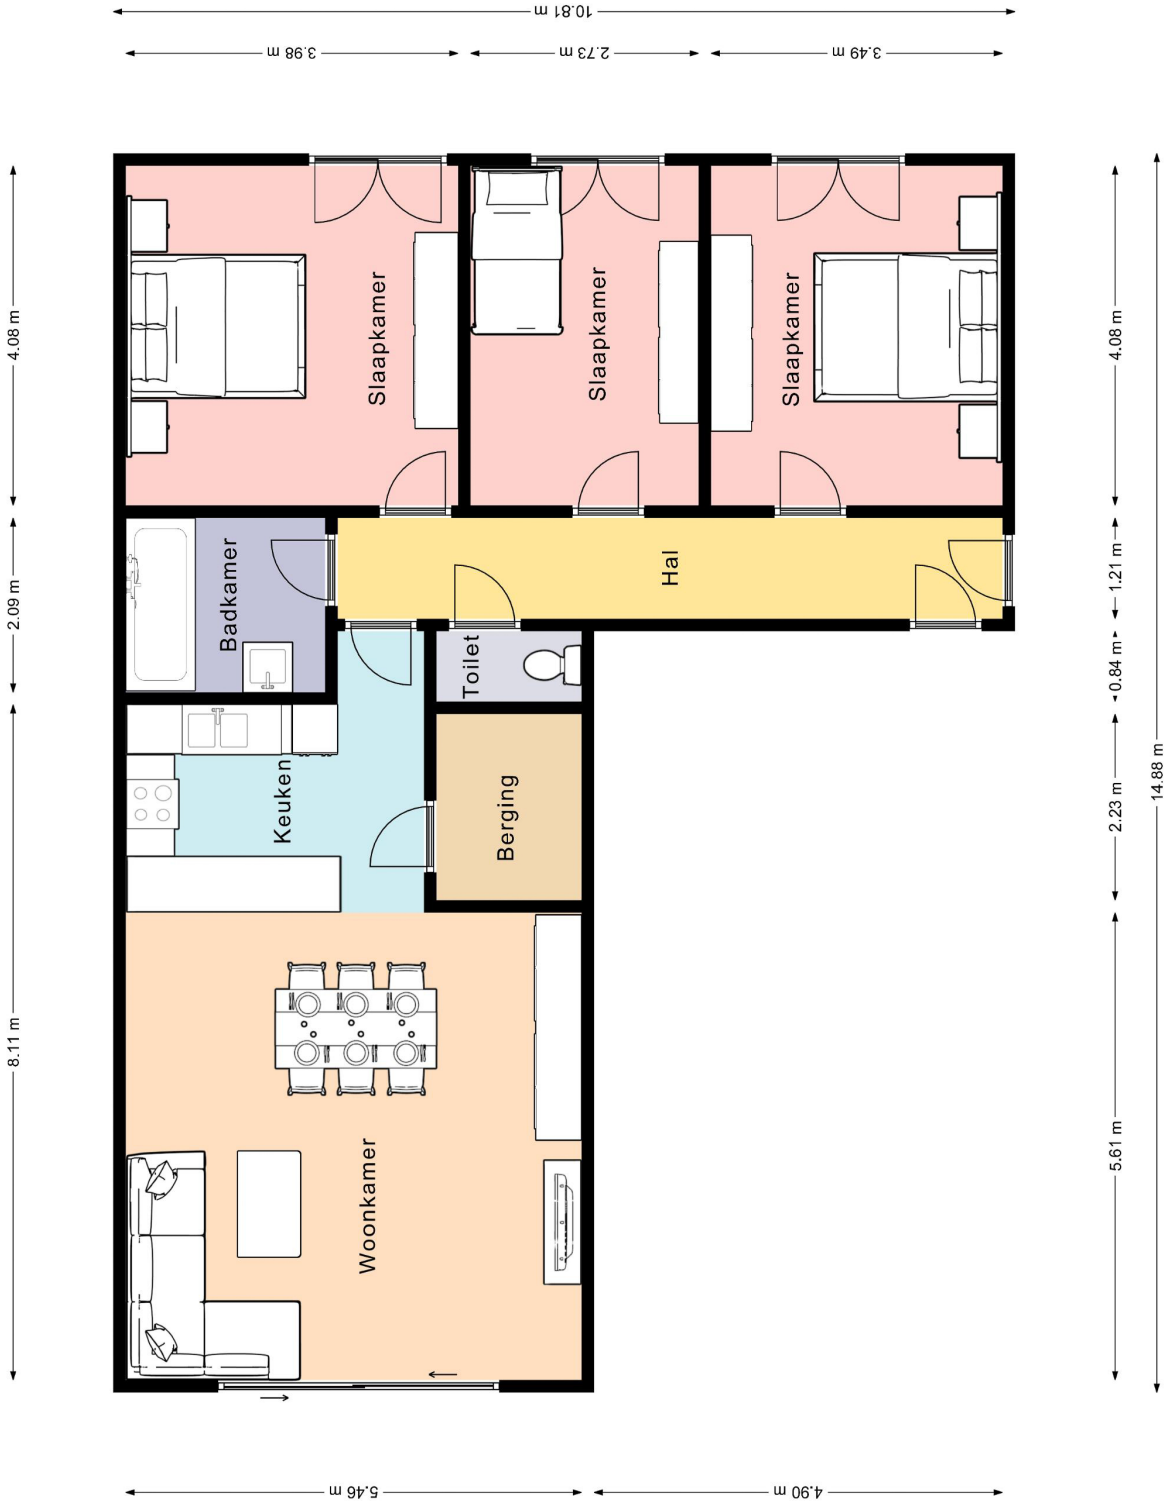 10.81 m
3.98 m
2.73 m
3.49 m
4.08 m
Slaapkamer
Slaapkamer
Slaapkamer
4.08 m
2.09 m
Badkamer
Hal
1.21 m
Toilet
0.84 m
14.88 m
Keuken
Berging
2.23 m
8.11 m
Woonkamer
5.61 m
5.46 m
4.90 m